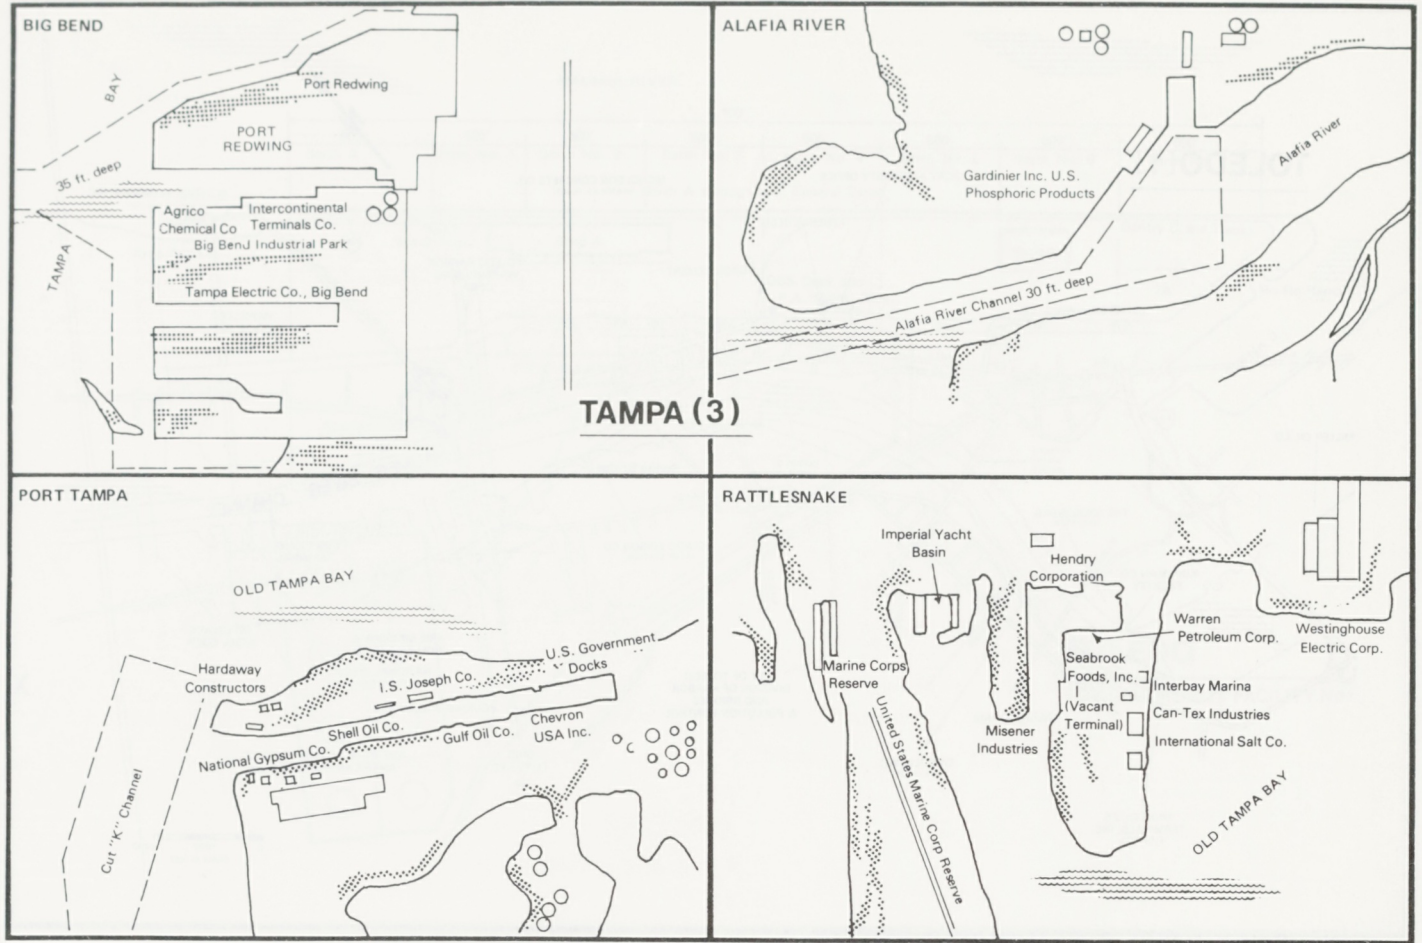 BIG BEND
BAY
Port Redwing
PORT
REDWING
35 ft. deep
Agrico
Chemical Co
Intercontinental
Terminals Co.
Big Bend Industrial Park
TAMPA
Tampa Electric Co., Big Bend
ALAFIA RIVER
Alafia River
Gardinier Inc. U.S.
Phosphoric Products
Alafia River Channel 30 ft. deep
TAMPA (3)
PORT TAMPA
OLD TAMPA BAY
Hardaway
Constructors
I.S. Joseph Co.
U.S. Government
Docks
Shell Oil Co.
Gulf Oil Co.
Chevron
USA Inc.
National Gypsum Co.
Cut "K" Channel
RATTLESNAKE
Imperial Yacht
Basin
Hendry
Corporation
Warren
Petroleum Corp.
Westinghouse
Electric Corp.
Marine Corps
Reserve
Seabrook
Foods, Inc.
(Vacant
Terminal)
Interbay Marina
Can-Tex Industries
International Salt Co.
Misener
Industries
United States Marine Corp Reserve
OLD TAMPA BAY